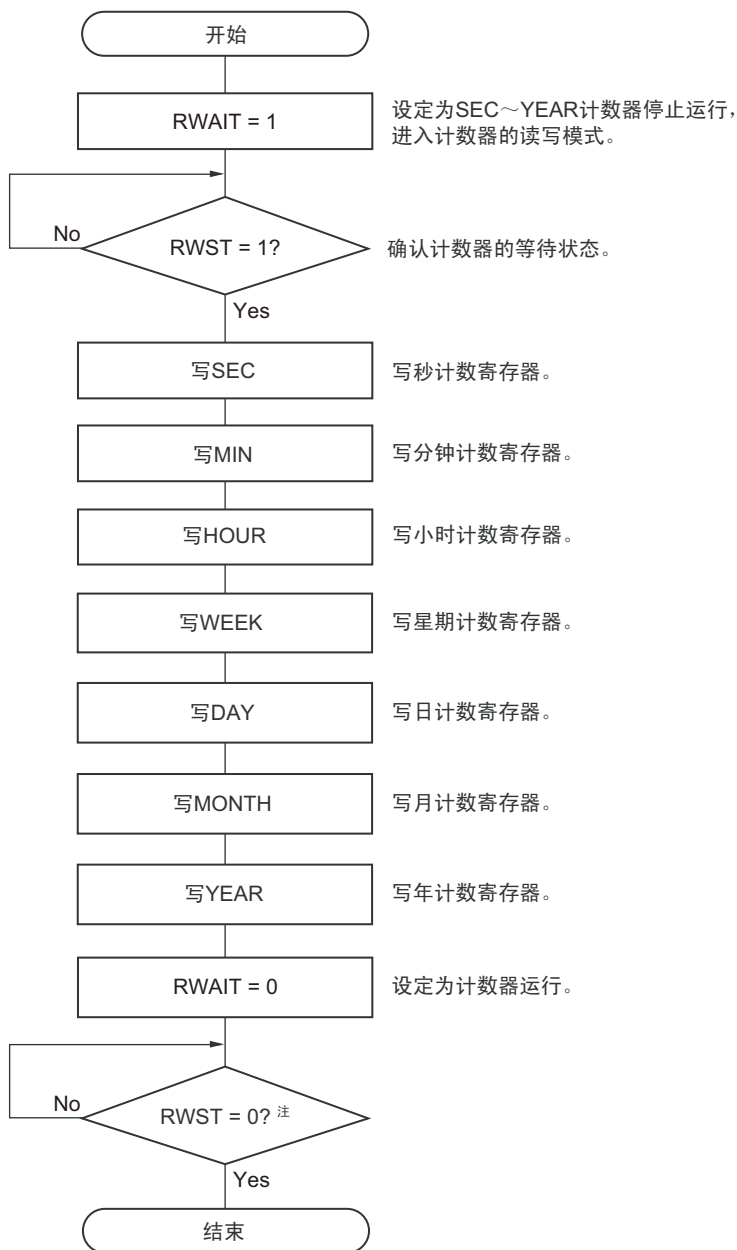 开始
RWAIT = 1
设定为SEC～YEAR计数器停止运行，
进入计数器的读写模式。
No
RWST = 1?
确认计数器的等待状态。
Yes
写SEC
写秒计数寄存器。
写MIN
写分钟计数寄存器。
写HOUR
写小时计数寄存器。
写WEEK
写星期计数寄存器。
写DAY
写日计数寄存器。
写MONTH
写月计数寄存器。
写YEAR
写年计数寄存器。
RWAIT = 0
设定为计数器运行。
No
RWST = 0? 注
Yes
结束